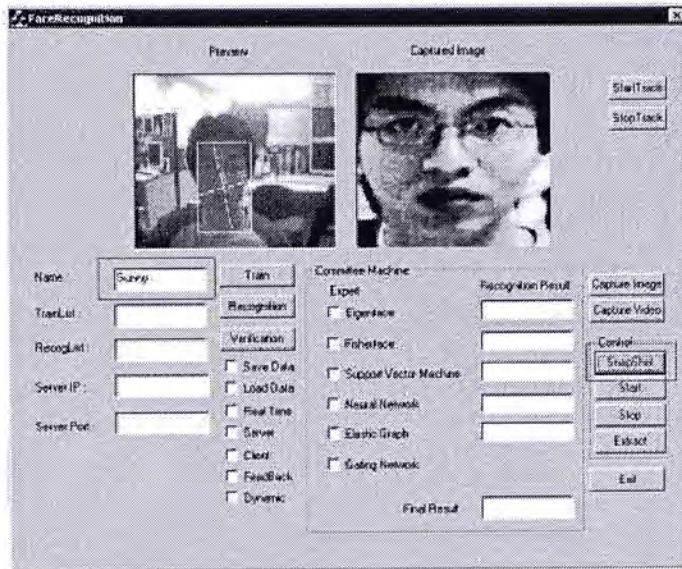 FaceRecognition
Preview
Captured Image
StartTrack
StopTrack
Name
Sunny
TrainList :
RecogList :
Server IP :
Server Port :
Train
Recognition
Verification
Save Data
Load Data
Real Time
Server
Client
FeedBack
Dynamic
Committee Machine
Expert
Recognition Result
Eigenface
Fisherface
Support Vector Machine
Neural Network
Elastic Graph
Gating Network
Final Result
Capture Image
Capture Video
Control
SnapShot
Start
Stop
Extract
Exit